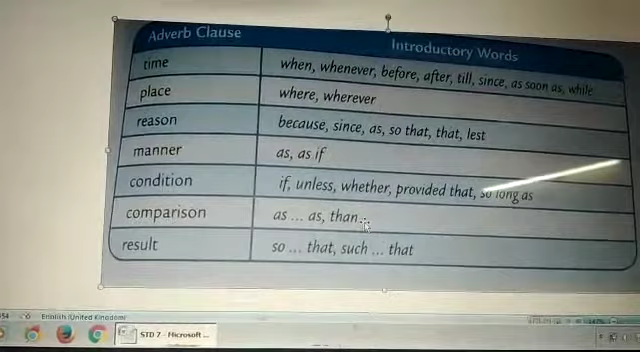 Adverb Clause Introductory Words
time when, whenever, before, after, till, since, as soon as, while
place where, wherever
reason because, since, as, so that, that, lest
manner as, as if
condition if, unless, whether, provided that, so long as
comparison as ... as, than...
result so ... that, such ... that
English (United Kingdom)
STD 7 - Microsoft ...